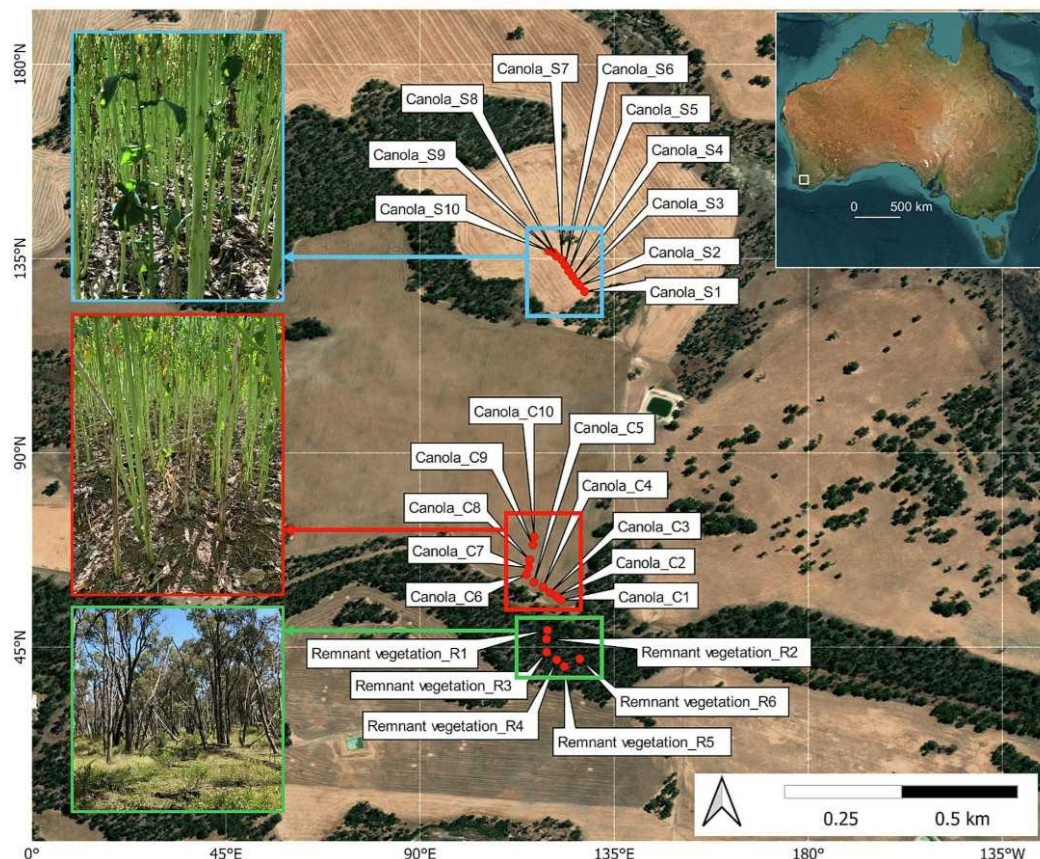 180°N
135°N
90°N
45°N
Canola_S7
Canola_S6
Canola_S8
Canola_S5
Canola_S9
Canola_S4
Canola_S10
Canola_S3
Canola_S2
Canola_S1
0 500 km
Canola_C10
Canola_C5
Canola_C9
Canola_C4
Canola_C8
Canola_C3
Canola_C7
Canola_C2
Canola_C6
Canola_C1
Remnant vegetation_R1
Remnant vegetation_R2
Remnant vegetation_R3
Remnant vegetation_R6
Remnant vegetation_R4
Remnant vegetation_R5
0.25 0.5 km
0° 45°E 90°E 135°E 180° 135°W